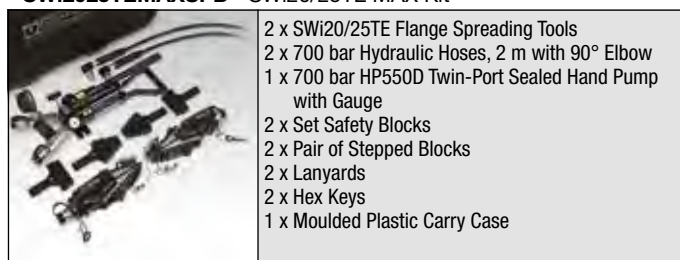 2 x SWi20/25TE Flange Spreading Tools
2 x 700 bar Hydraulic Hoses, 2 m with 90° Elbow
1 x 700 bar HP550D Twin-Port Sealed Hand Pump
with Gauge
2 x Set Safety Blocks
2 x Pair of Stepped Blocks
2 x Lanyards
2 x Hex Keys
1 x Moulded Plastic Carry Case